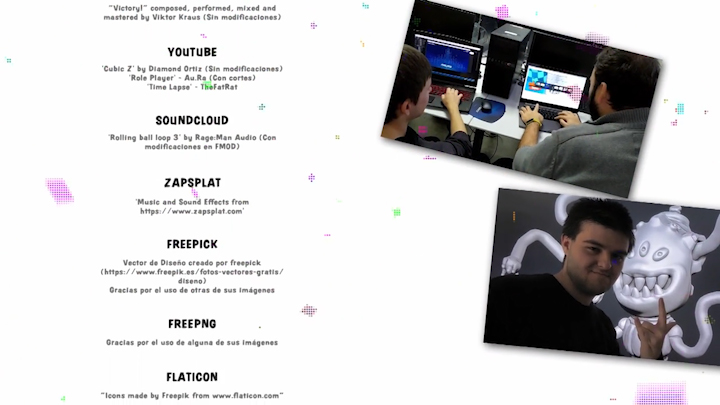 "Victory!" composed, performed, mixed and
mastered by Viktor Kraus (Sin modificaciones)
YOUTUBE
'Cubic Z' by Diamond Ortiz (Sin modificaciones)
'Role Player' - Au.Ra (Con cortes)
'Time Lapse' - TheFatRat
SOUNDCLOUD
'Rolling ball loop 3' by Rage:Man Audio (Con
modificaciones en FMOD)
ZAPSPLAT
'Music and Sound Effects from
https://www.zapsplat.com'
FREEPICK
Vector de Diseño creado por freepick
(https://www.freepik.es/fotos-vectores-gratis/
diseno)
Gracias por el uso de otras de sus imágenes
FREEPNG
Gracias por el uso de alguna de sus imágenes
FLATICON
"Icons made by Freepik from www.flaticon.com"